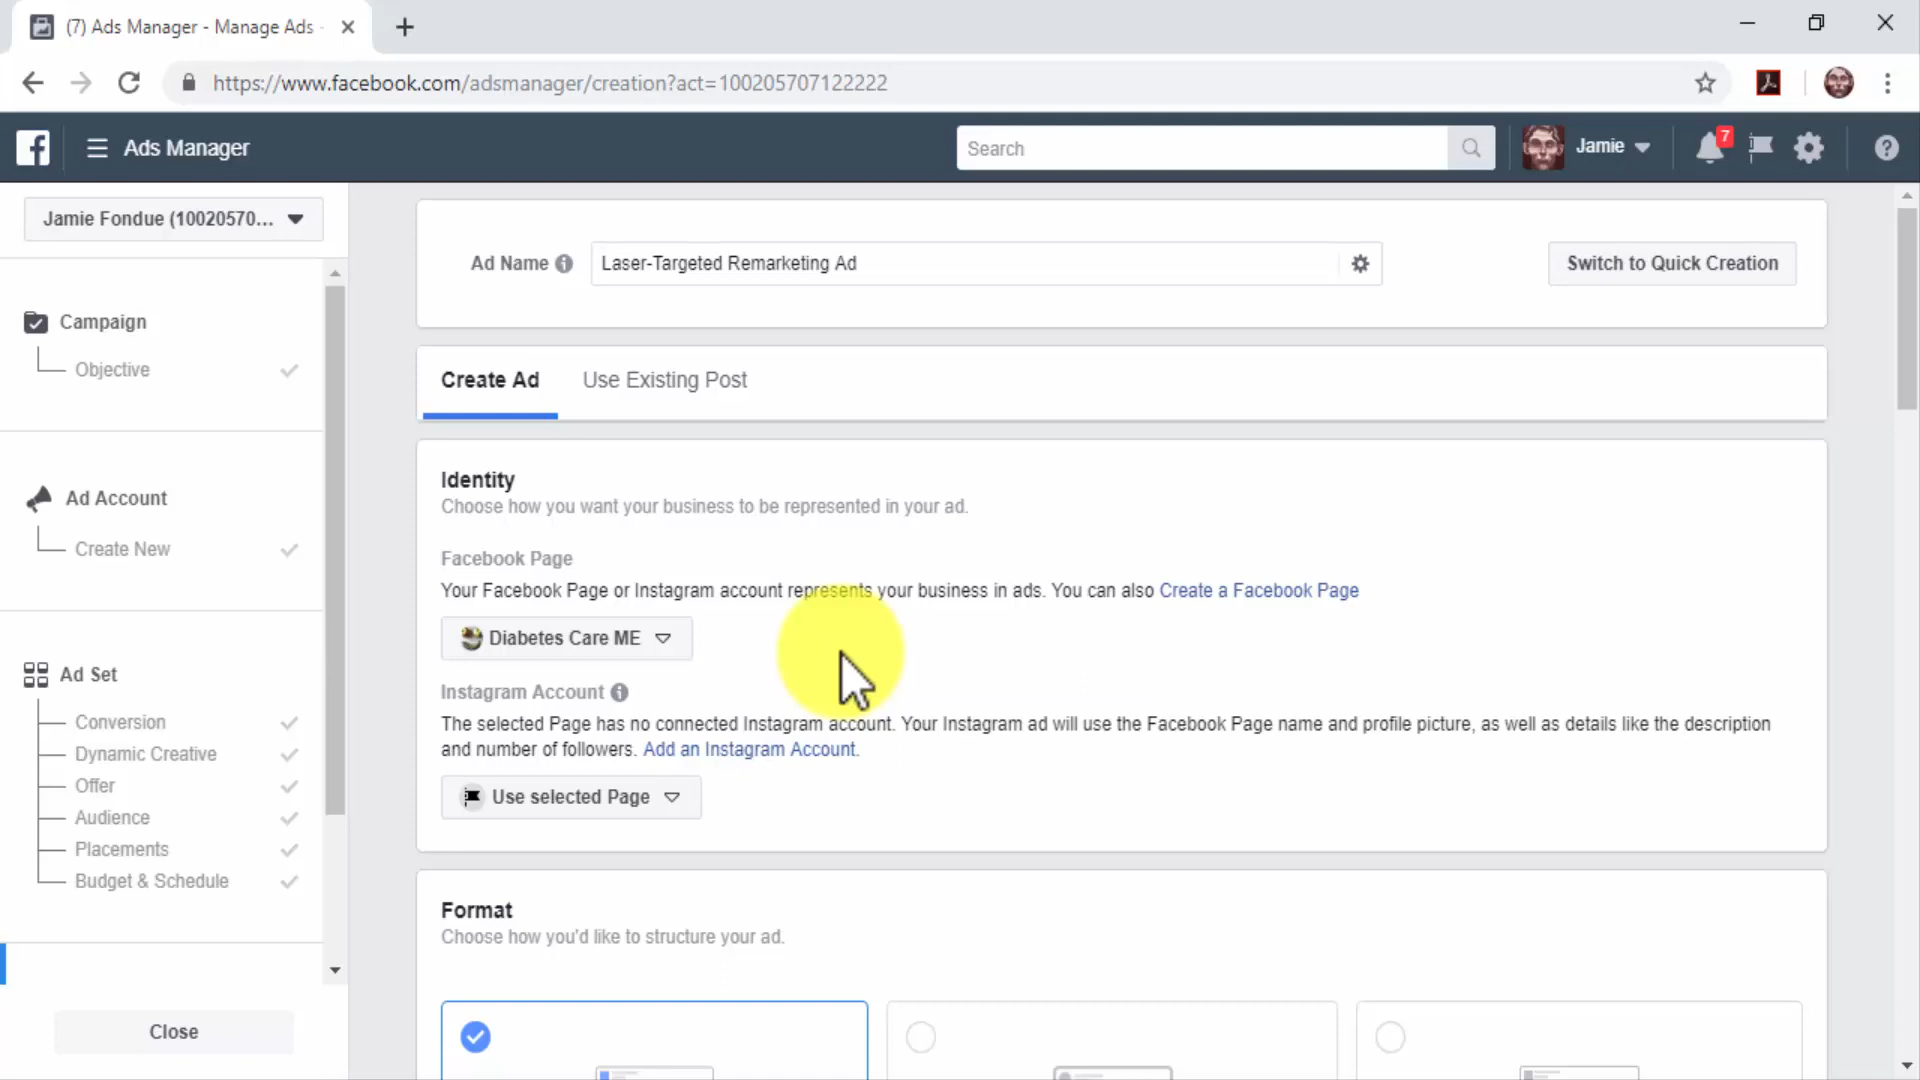 (7) Ads Manager - Manage Ads -
https://www.facebook.com/adsmanager/creation?act=100205707122222
Ads Manager
Search
Jamie
7
Jamie Fondue (10020570...
Ad Name
Laser-Targeted Remarketing Ad
Switch to Quick Creation
Campaign
Objective
Ad Account
Create New
Ad Set
Conversion
Dynamic Creative
Offer
Audience
Placements
Budget & Schedule
Close
Create Ad
Use Existing Post
Identity
Choose how you want your business to be represented in your ad.
Facebook Page
Your Facebook Page or Instagram account represents your business in ads. You can also Create a Facebook Page
Diabetes Care ME
Instagram Account
The selected Page has no connected Instagram account. Your Instagram ad will use the Facebook Page name and profile picture, as well as details like the description
and number of followers. Add an Instagram Account.
Use selected Page
Format
Choose how you'd like to structure your ad.